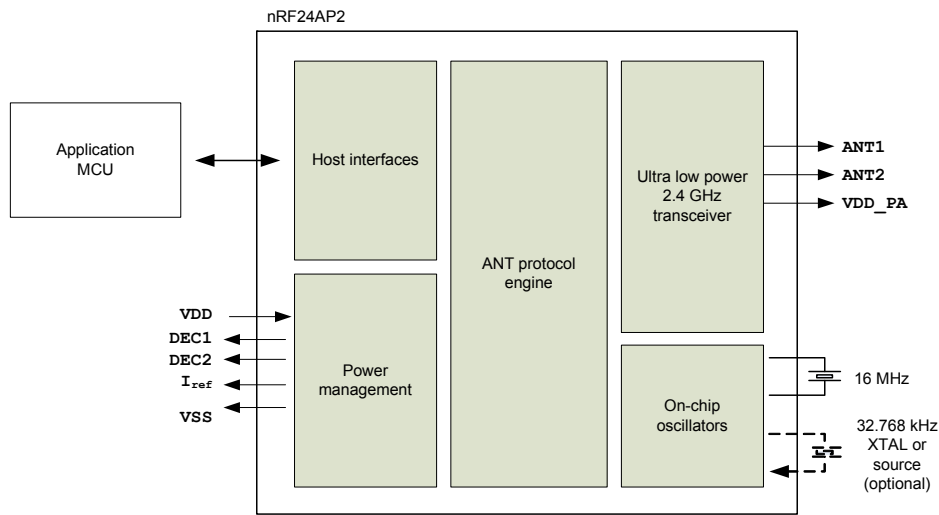 nRF24AP2
Application
MCU
Host interfaces
ANT protocol
engine
Ultra low power
2.4 GHz
transceiver
ANT1
ANT2
VDD_PA
VDD
DEC1
DEC2
Iref
VSS
Power
management
On-chip
oscillators
16 MHz
32.768 kHz
XTAL or
source
(optional)